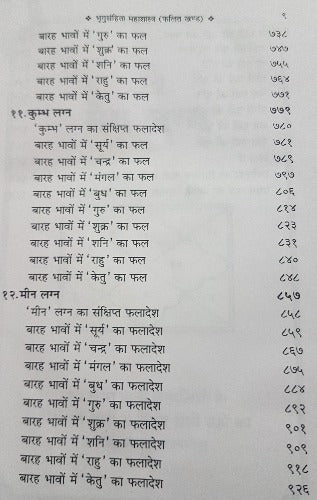 ❖ भृगुसंहिता महाशास्त्र (फलित खण्ड) ❖ ९
बारह भावों में 'गुरु' का फल ७३८
बारह भावों में 'शुक्र' का फल ७४७
बारह भावों में 'शनि' का फल ७५५
बारह भावों में 'राहु' का फल ७६४
बारह भावों में 'केतु' का फल ७७१
११. कुम्भ लग्न ७७९
'कुम्भ' लग्न का संक्षिप्त फलादेश ७८०
बारह भावों में 'सूर्य' का फल ७८१
बारह भावों में 'चन्द्र' का फल ७८९
बारह भावों में 'मंगल' का फल ७९७
बारह भावों में 'बुध' का फल ८०६
बारह भावों में 'गुरु' का फल ८१४
बारह भावों में 'शुक्र' का फल ८२३
बारह भावों में 'शनि' का फल ८३१
बारह भावों में 'राहु' का फल ८४०
बारह भावों में 'केतु' का फल ८४८
१२. मीन लग्न ८५७
'मीन' लग्न का संक्षिप्त फलादेश ८५८
बारह भावों में 'सूर्य' का फलादेश ८५९
बारह भावों में 'चन्द्र' का फलादेश ८६७
बारह भावों में 'मंगल' का फलादेश ८७५
बारह भावों में 'बुध' का फलादेश ८८४
बारह भावों में 'गुरु' का फलादेश ८९२
बारह भावों में 'शुक्र' का फलादेश ९०१
बारह भावों में 'शनि' का फलादेश ९०९
बारह भावों में 'राहु' का फलादेश ९१८
बारह भावों में 'केतु' का फलादेश ९२६